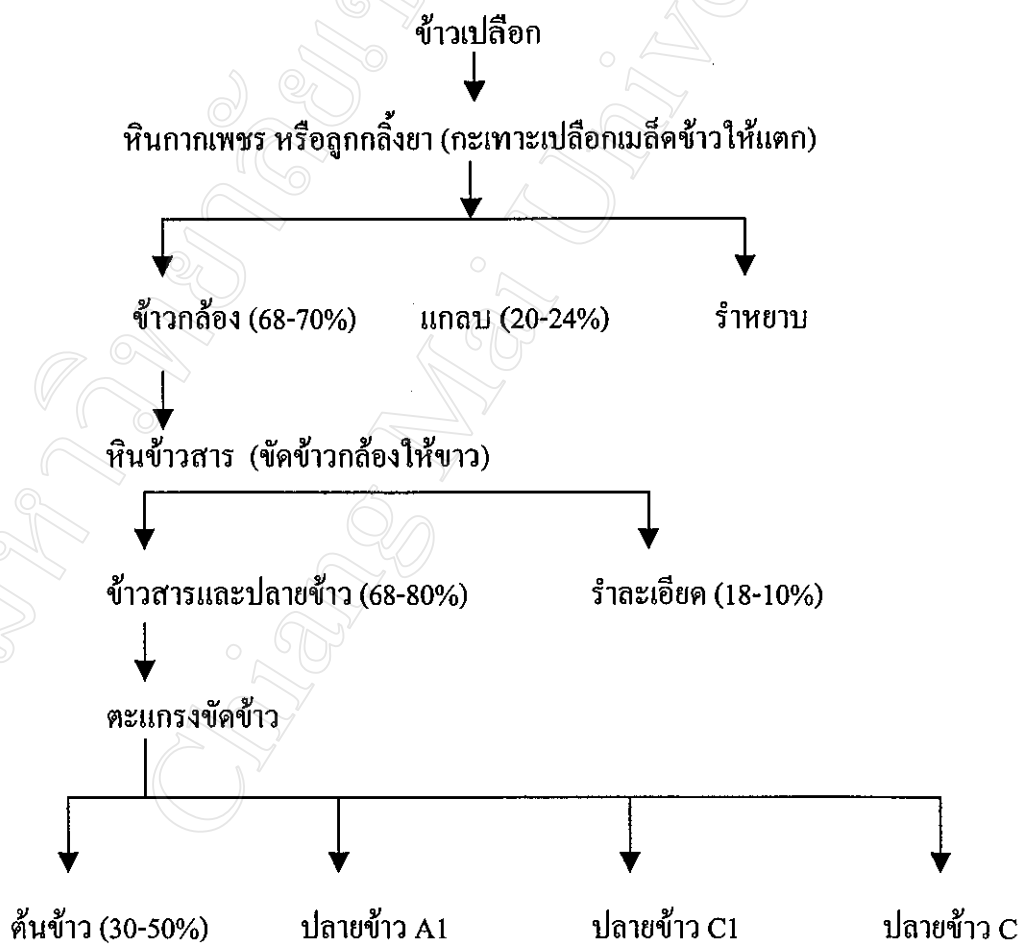 ข้าวเปลือก
หินกากเพชร หรือลูกกลิ้งยา (กะเทาะเปลือกเมล็ดข้าวให้แตก)
ข้าวกล้อง (68-70%) แกลบ (20-24%) รำหยาบ
หินข้าวสาร (ขัดข้าวกล้องให้ขาว)
ข้าวสารและปลายข้าว (68-80%) รำละเอียด (18-10%)
ตะแกรงขัดข้าว
ต้นข้าว (30-50%) ปลายข้าว A1 ปลายข้าว C1 ปลายข้าว C
Chiang Mai Univ